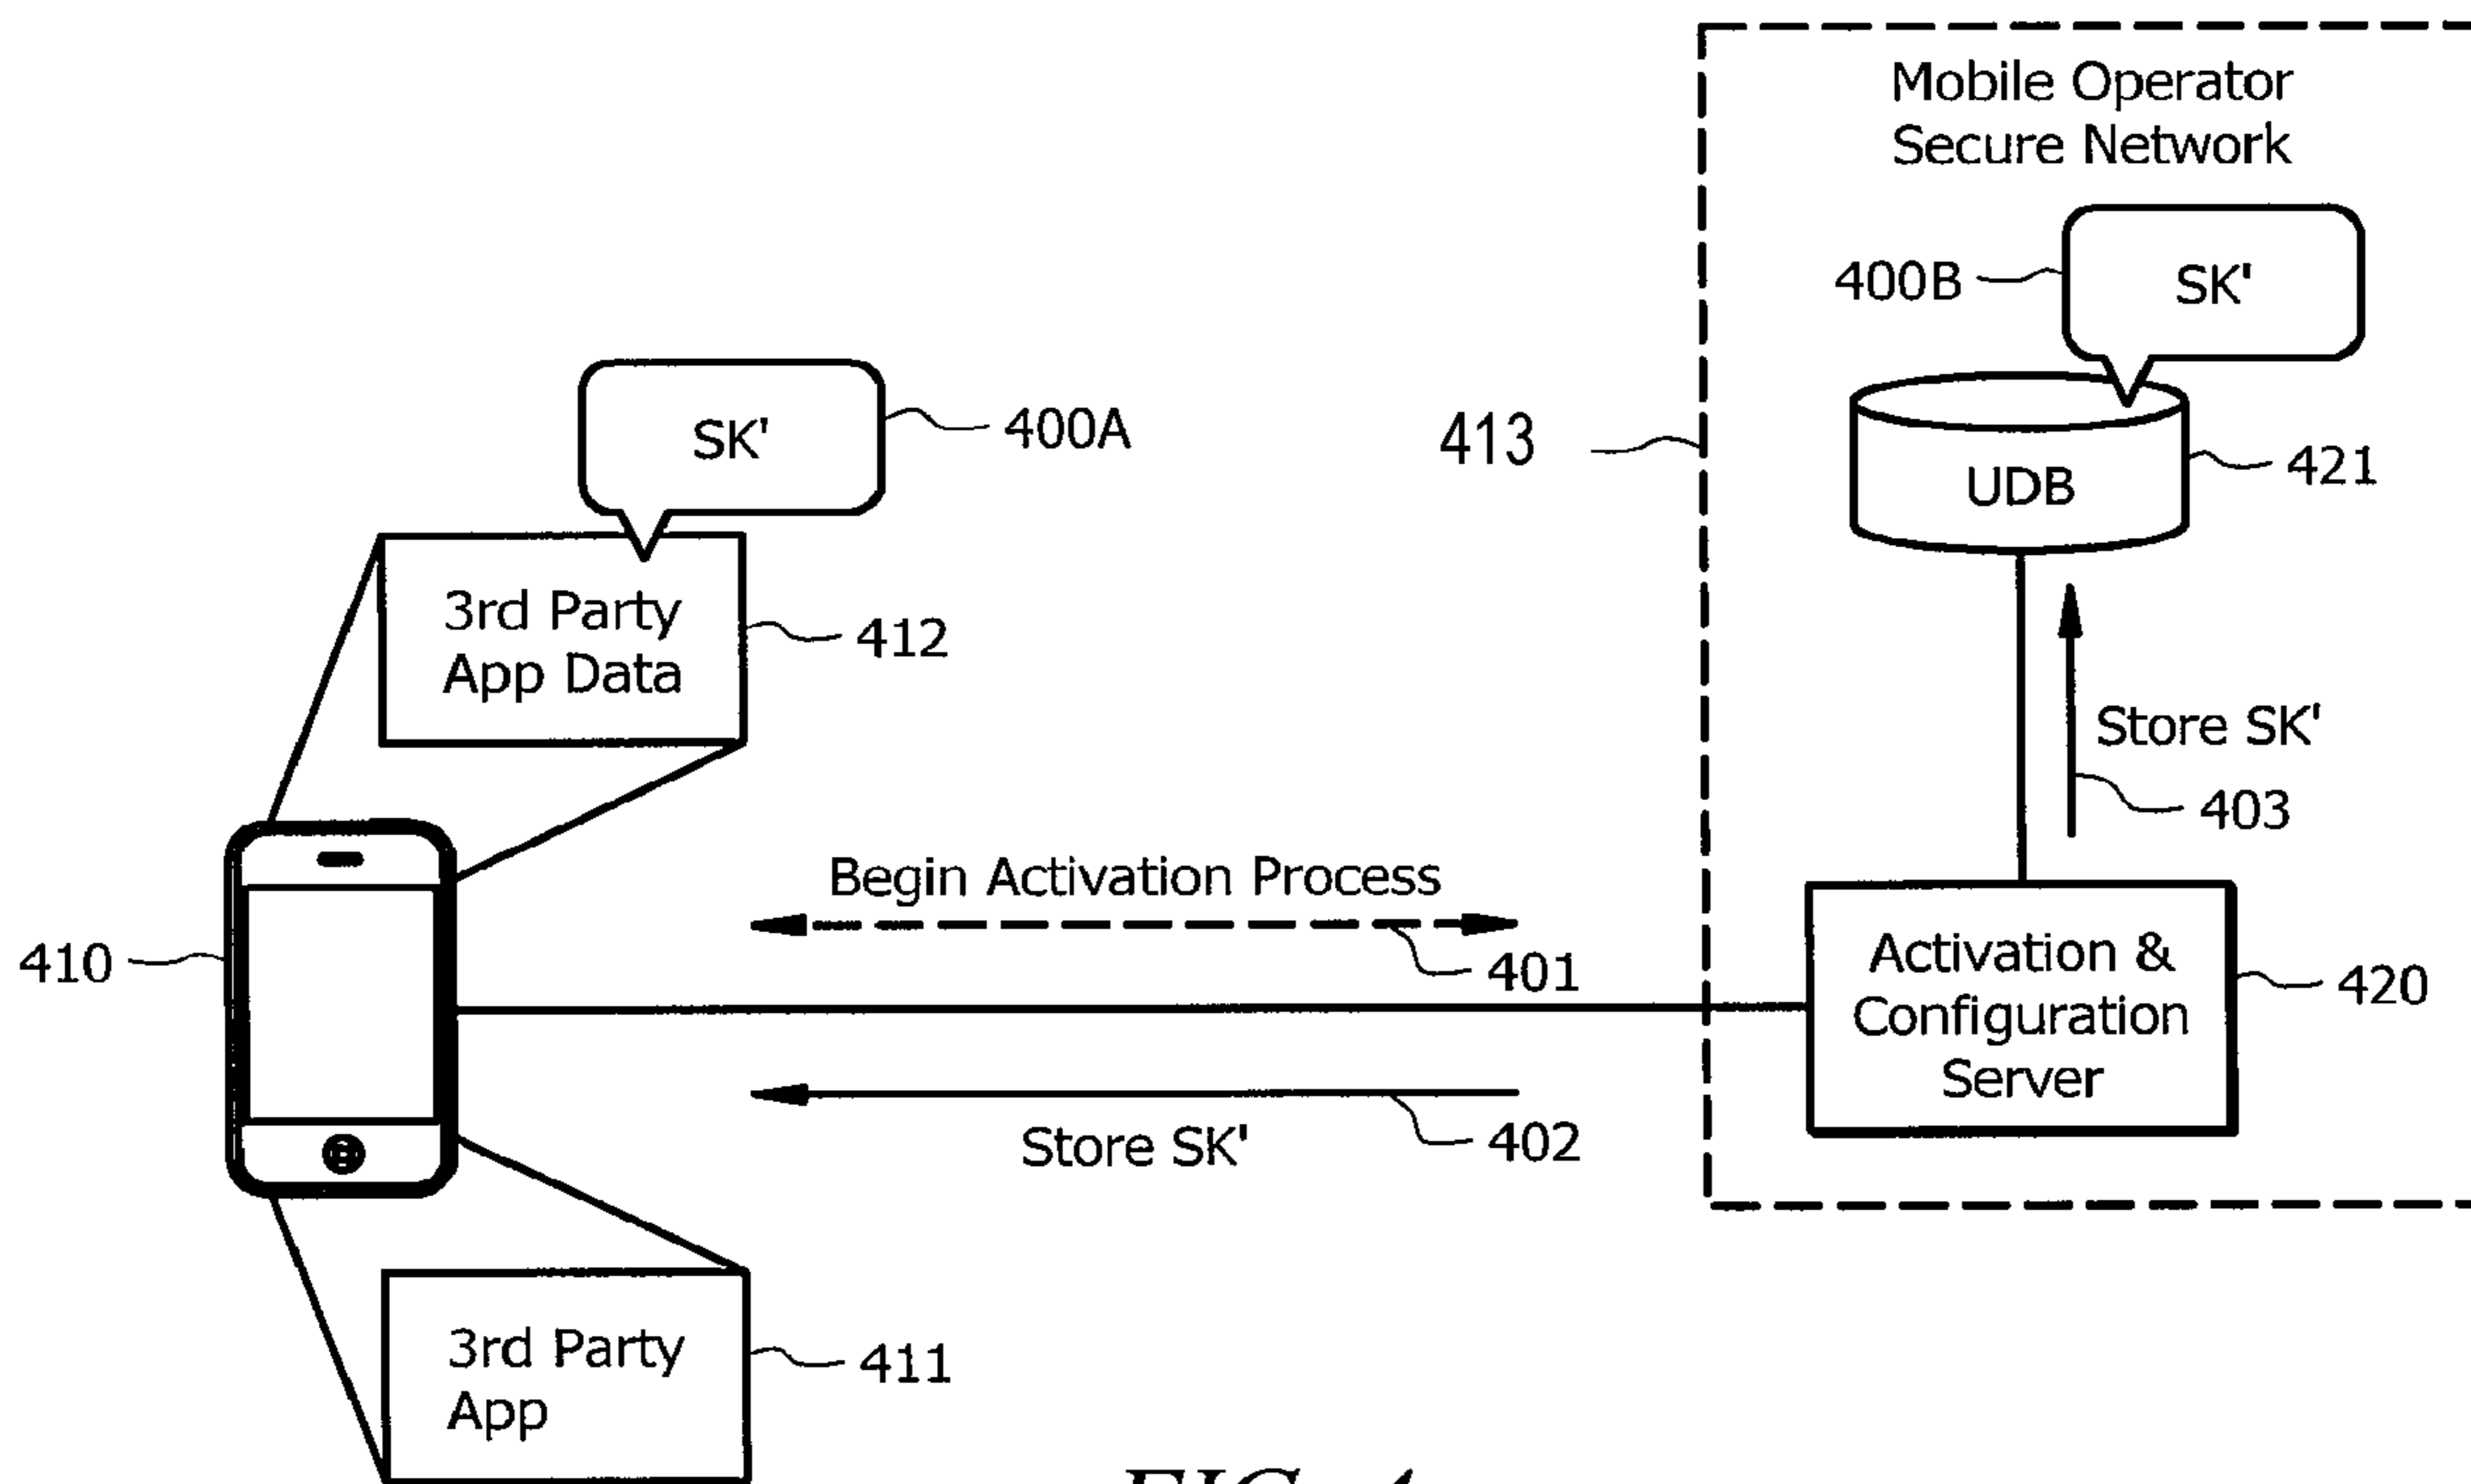 Mobile Operator
Secure Network
400B
SK'
SK'
400A
413
UDB
421
3rd Party
App Data
412
Store SK'
403
Begin Activation Process
401
410
Activation &
Configuration
Server
420
Store SK'
402
3rd Party
App
411